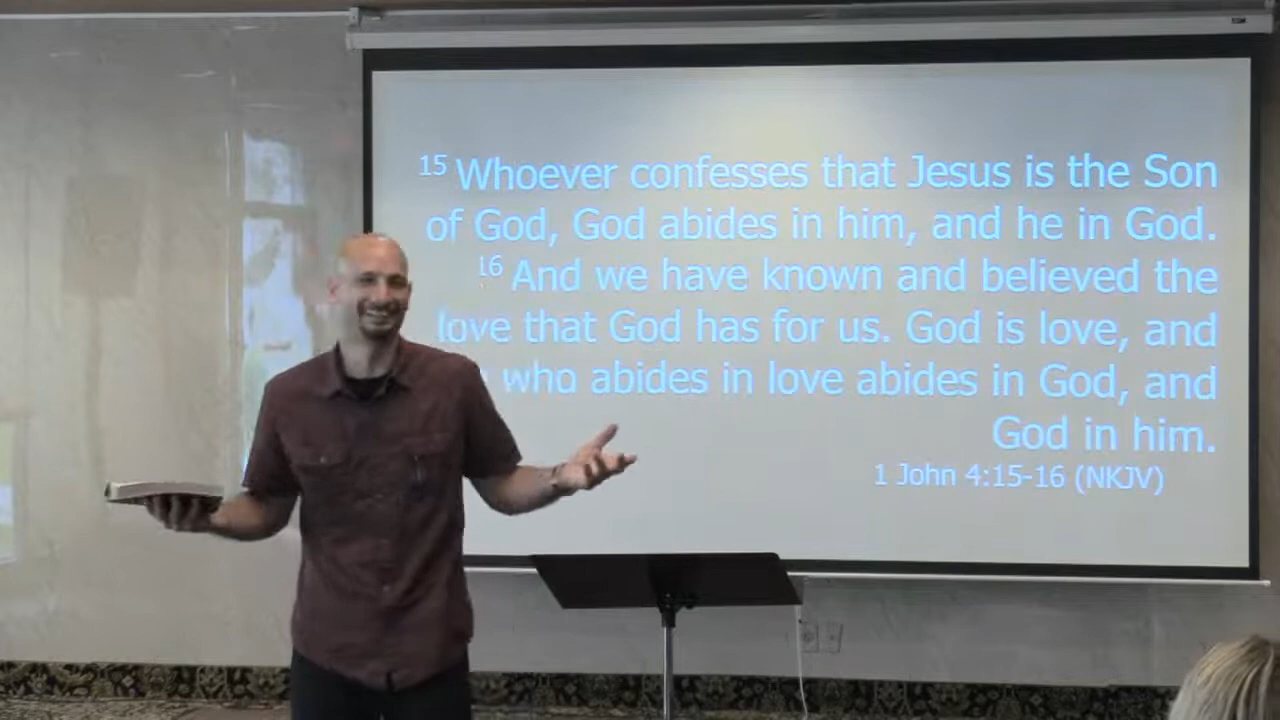 15 Whoever confesses that Jesus is the Son
of God, God abides in him, and he in God.
16 And we have known and believed the
love that God has for us. God is love, and
who abides in love abides in God, and
God in him.
1 John 4:15-16 (NKJV)